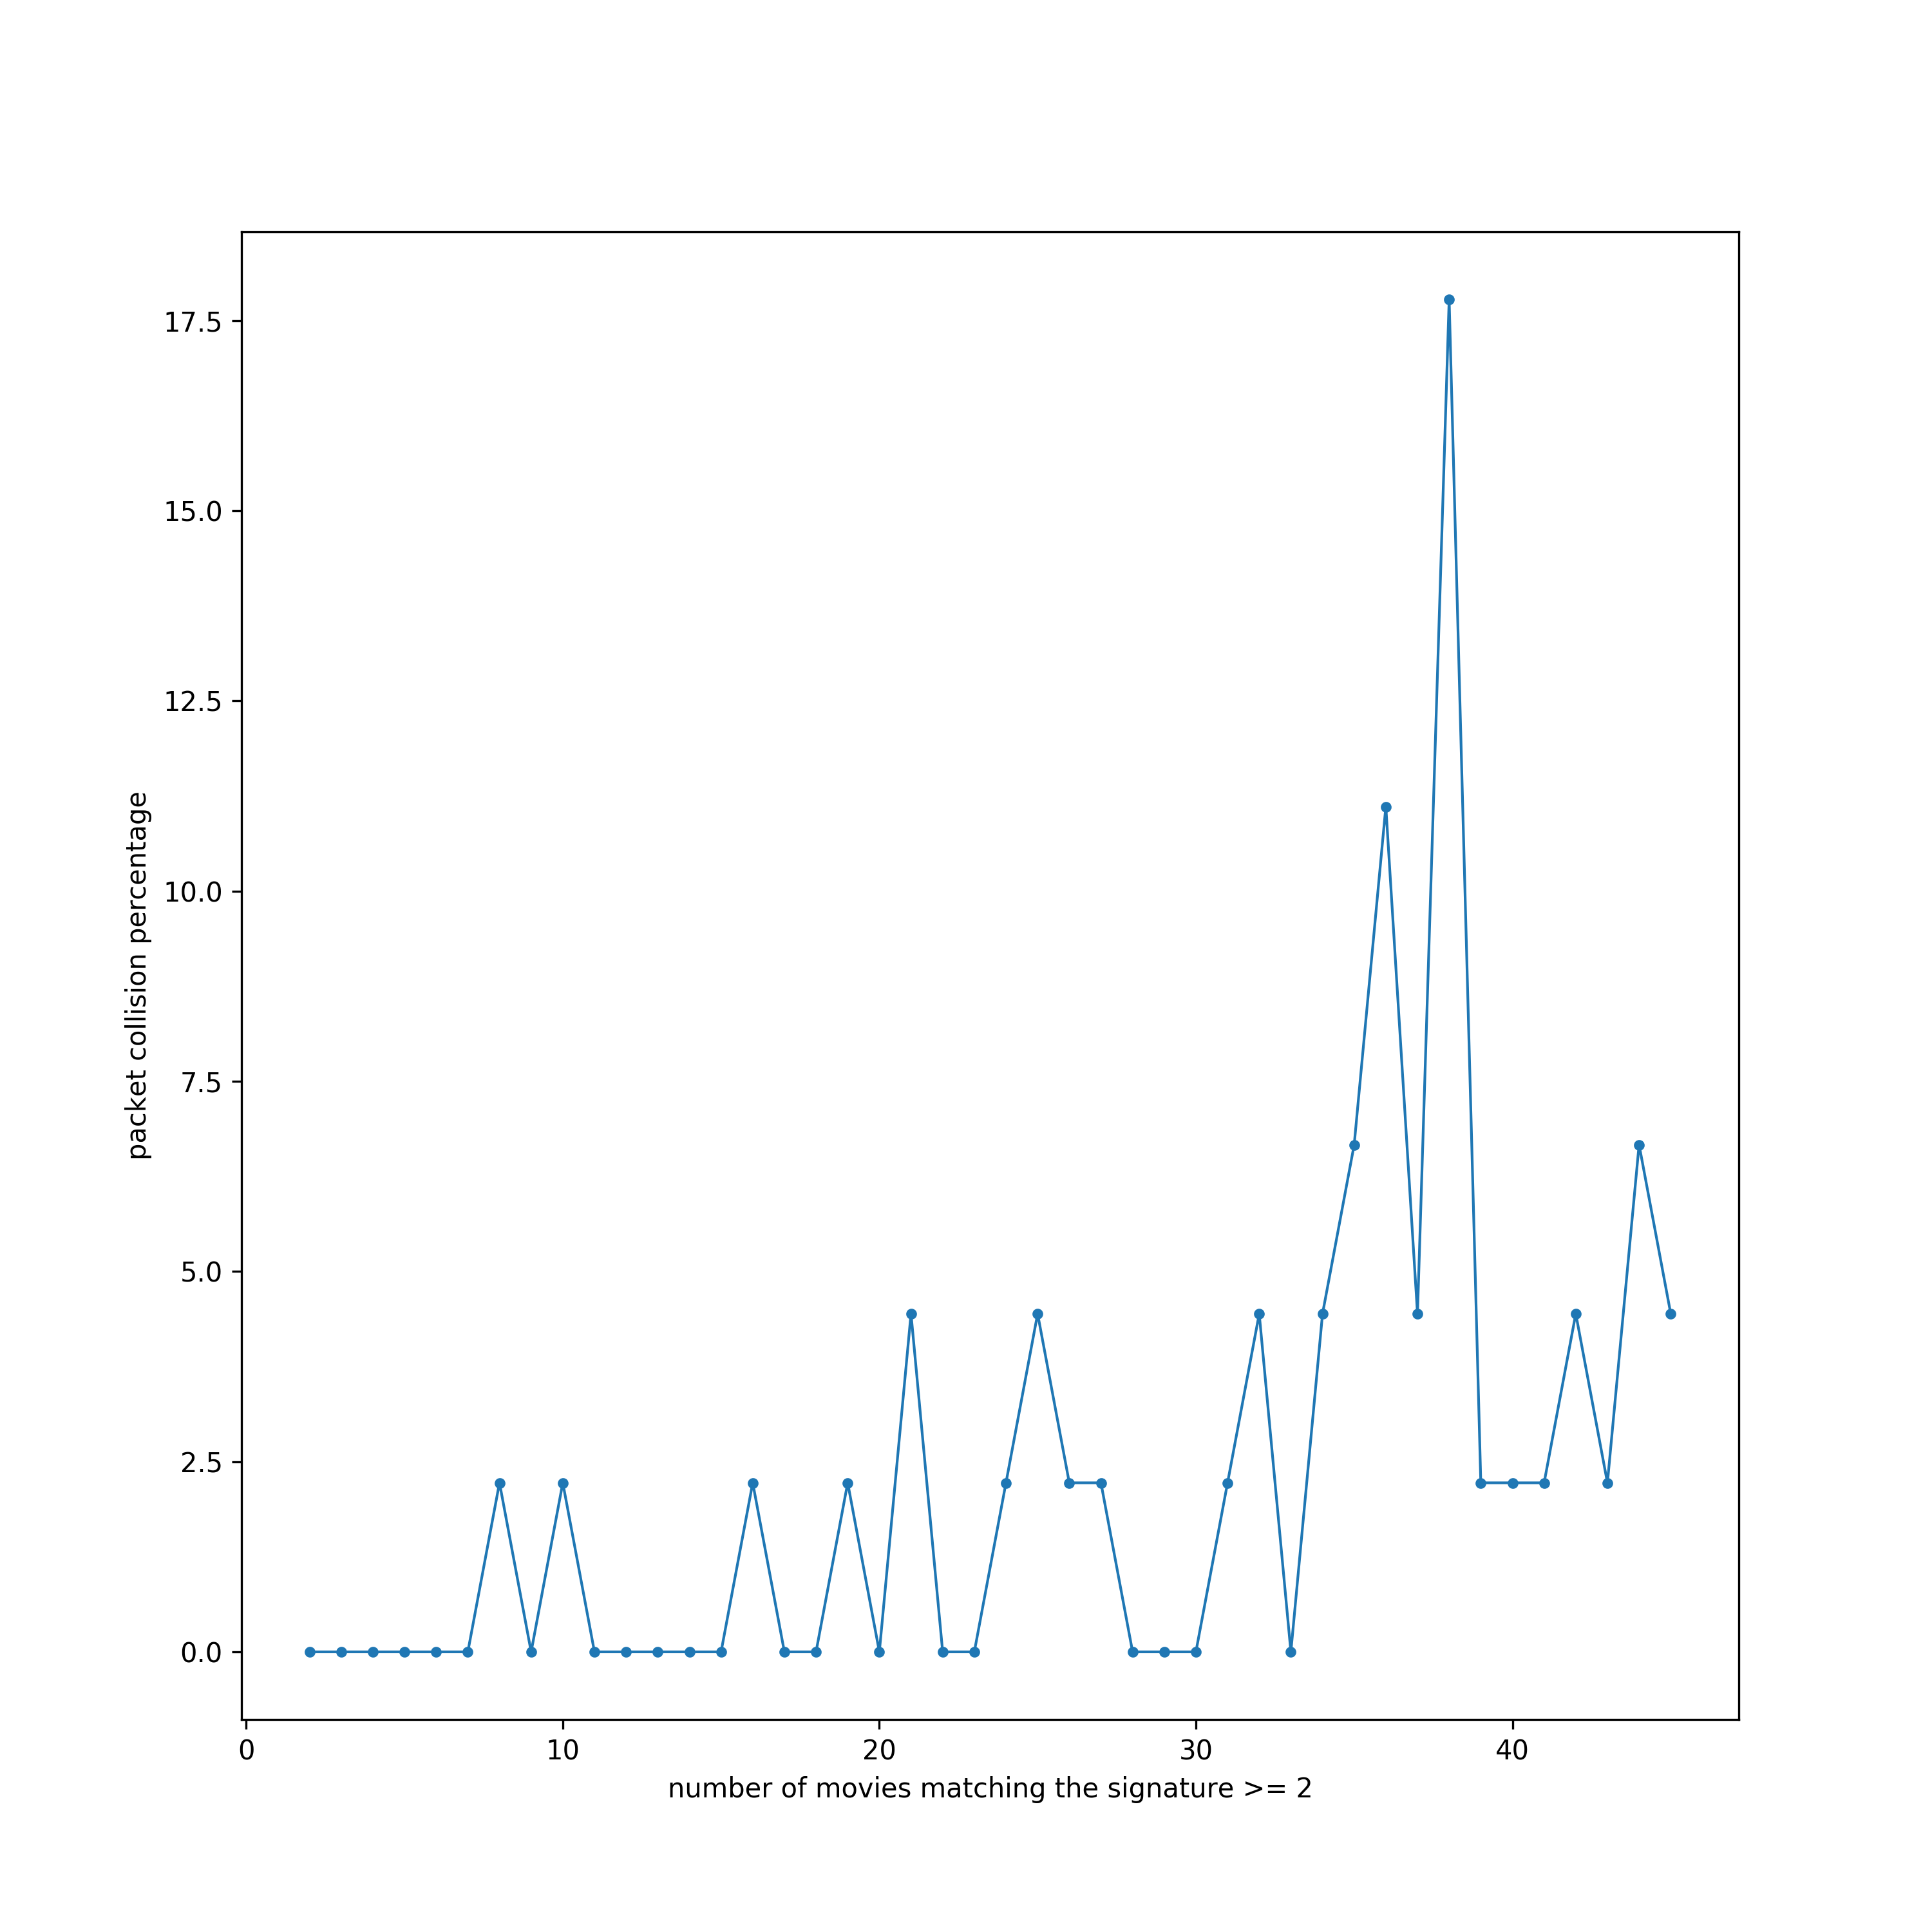 17.5
15.0
12.5
10.0
7.5
5.0
2.5
0.0
packet collision percentage
0 10 20 30 40
number of movies matching the signature >= 2